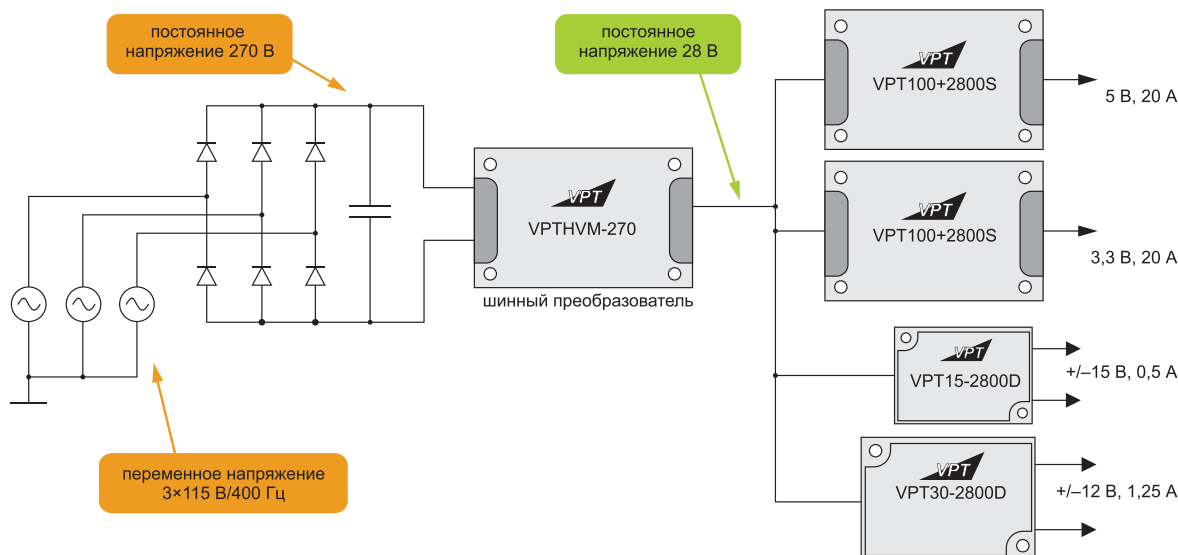 постоянное
напряжение 270 В
постоянное
напряжение 28 В
VPT
VPT100+2800S
5 В, 20 А
VPT
VPTHVM-270
шинный преобразователь
VPT
VPT100+2800S
3,3 В, 20 А
VPT
VPT15-2800D
+/–15 В, 0,5 А
переменное напряжение
3×115 В/400 Гц
VPT
VPT30-2800D
+/–12 В, 1,25 А